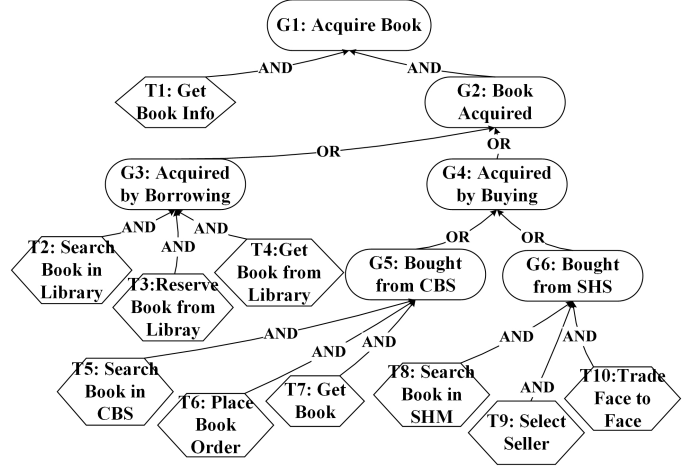 G1: Acquire Book
AND
AND
T1: Get
Book Info
G2: Book
Acquired
OR
OR
G3: Acquired
by Borrowing
G4: Acquired
by Buying
AND
AND
AND
OR
OR
T2: Search
Book in
Library
T3:Reserve
Book from
Libray
T4:Get
Book from
Library
G5: Bought
from CBS
G6: Bought
from SHS
AND
AND
AND
AND
AND
AND
T5: Search
Book in
CBS
T6: Place
Book
Order
T7: Get
Book
T8: Search
Book in
SHM
T9: Select
Seller
T10:Trade
Face to
Face